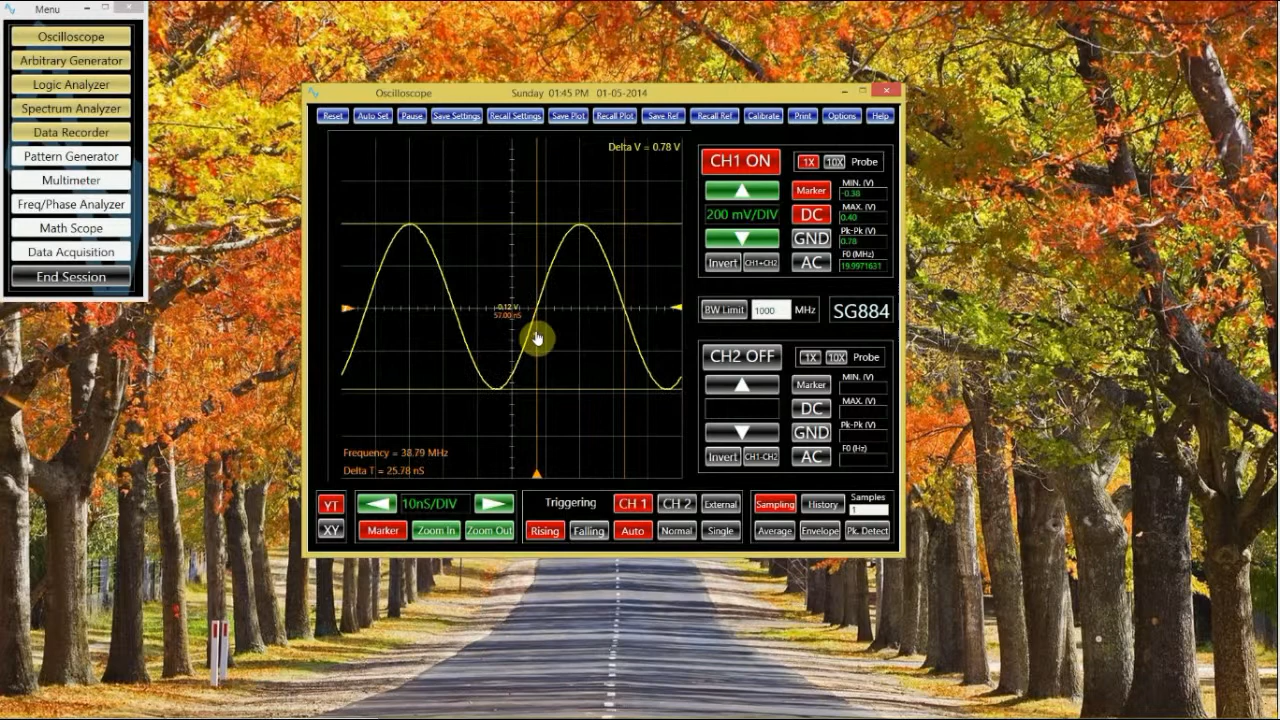 Menu
Oscilloscope
Arbitrary Generator
Logic Analyzer
Spectrum Analyzer
Data Recorder
Pattern Generator
Multimeter
Freq/Phase Analyzer
Math Scope
Data Acquisition
End Session
Oscilloscope Sunday 01:45 PM 01-05-2014
Reset Auto Set Pause Save Settings Recall Settings Save Plot Recall Plot Save Ref Recall Ref Calibrate Print Options Help
Delta V = 0.78 V
57.00 nS
Frequency = 38.79 MHz
Delta T = 25.78 nS
CH1 ON 1X 10X Probe
Marker MIN. (V)
-0.38
200 mV/DIV DC MAX. (V)
0.40
GND Pk-Pk (V)
0.78
Invert CH1+CH2 AC F0 (MHz)
19.9971631
BW Limit 1000 MHz SG884
CH2 OFF 1X 10X Probe
Marker MIN. (V)
DC MAX. (V)
GND Pk-Pk (V)
Invert CH1-CH2 AC F0 (Hz)
YT 10nS/DIV Triggering CH 1 CH 2 External Sampling History Samples
1
XY Marker Zoom In Zoom Out Rising Falling Auto Normal Single Average Envelope Pk. Detect